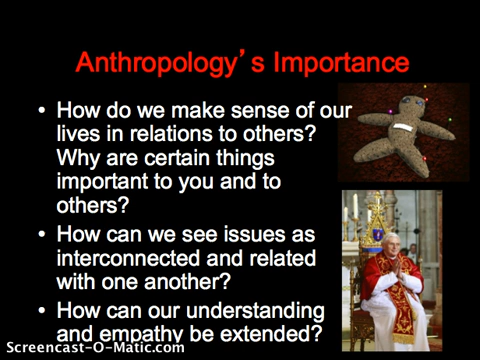 Anthropology's Importance
• How do we make sense of our
lives in relations to others?
Why are certain things
important to you and to
others?
• How can we see issues as
interconnected and related
with one another?
• How can our understanding
and empathy be extended?
Screencast-O-Matic.com